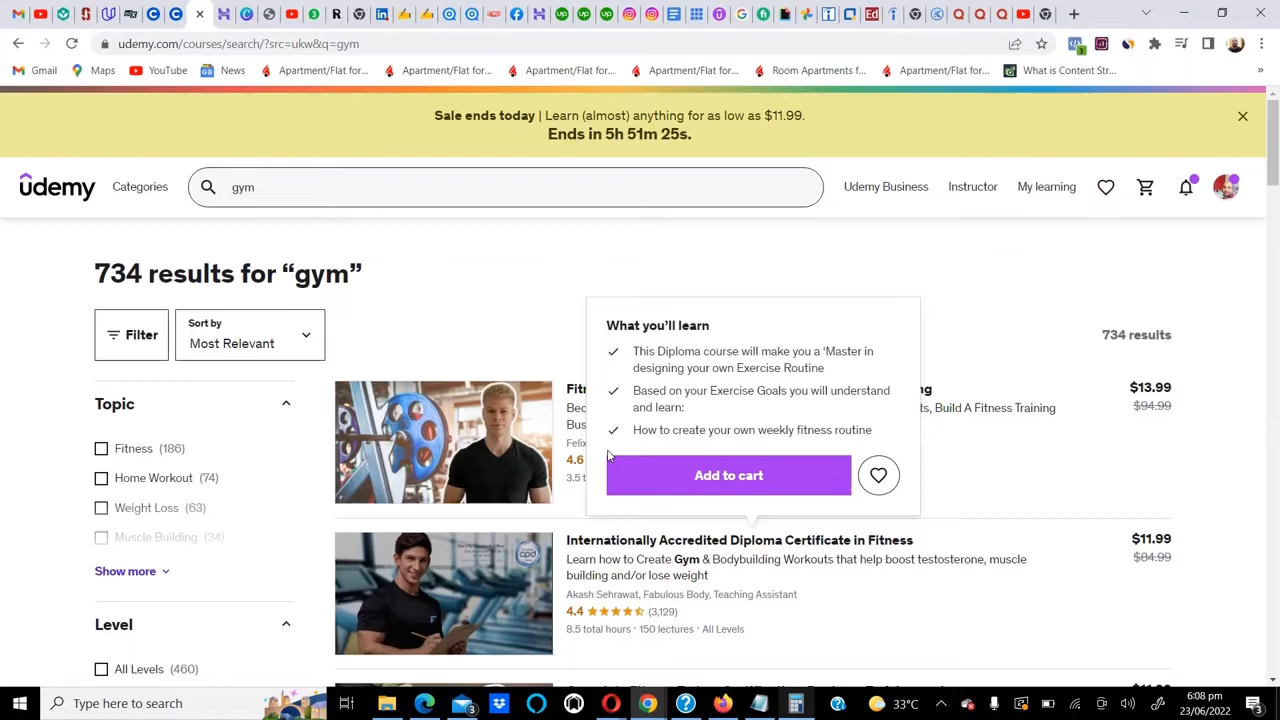 udemy.com/courses/search/?src=ukw&q=gym
Gmail
Maps
YouTube
News
Apartment/Flat for...
Apartment/Flat for...
Apartment/Flat for...
Apartment/Flat for...
Room Apartments f...
Apartment/Flat for...
What is Content Str...
Sale ends today | Learn (almost) anything for as low as $11.99.
Ends in 5h 51m 25s.
udemy
Categories
gym
Udemy Business
Instructor
My learning
734 results for “gym”
Filter
Sort by
Most Relevant
734 results
What you’ll learn
This Diploma course will make you a ‘Master in
designing your own Exercise Routine
Based on your Exercise Goals you will understand
and learn:
How to create your own weekly fitness routine
Add to cart
Topic
Fitness (186)
Home Workout (74)
Weight Loss (63)
Muscle Building (34)
Show more
Level
All Levels (460)
$13.99
$94.99
ts, Build A Fitness Training
Felix
4.6
3.5 t
Internationally Accredited Diploma Certificate in Fitness
Learn how to Create Gym & Bodybuilding Workouts that help boost testosterone, muscle
building and/or lose weight
Akash Sehrawat, Fabulous Body, Teaching Assistant
4.4 (3,129)
8.5 total hours · 150 lectures · All Levels
$11.99
$84.99
Type here to search
33°C
6:08 pm
23/06/2022